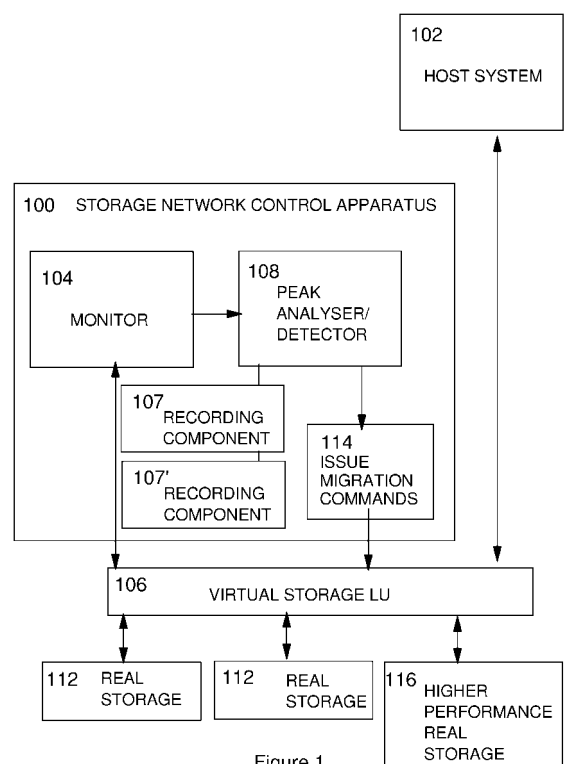 102
HOST SYSTEM
100 STORAGE NETWORK CONTROL APPARATUS
104
MONITOR
108
PEAK
ANALYSER/
DETECTOR
107
RECORDING
COMPONENT
107'
RECORDING
COMPONENT
114
ISSUE
MIGRATION
COMMANDS
106
VIRTUAL STORAGE LU
112 REAL
STORAGE
112 REAL
STORAGE
116 HIGHER
PERFORMANCE
REAL
STORAGE
Figure 1